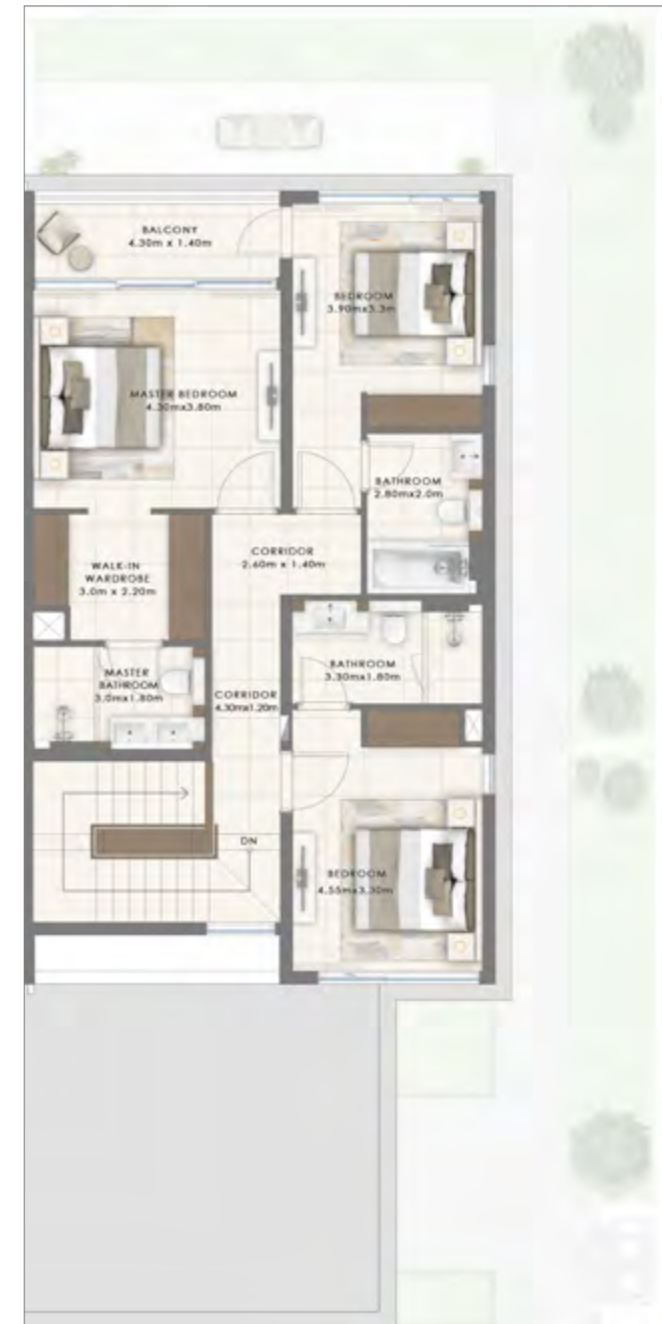 BALCONY
4.30m x 1.40m
BEDROOM
3.90mx3.3m
MASTER BEDROOM
4.30mx3.80m
BATHROOM
2.80mx2.0m
CORRIDOR
2.60m x 1.40m
WALK-IN
WARDROBE
3.0m x 2.20m
BATHROOM
3.30mx1.80m
MASTER
BATHROOM
3.0mx1.80m
CORRIDOR
4.30mx1.20m
DN
BEDROOM
4.55mx3.30m